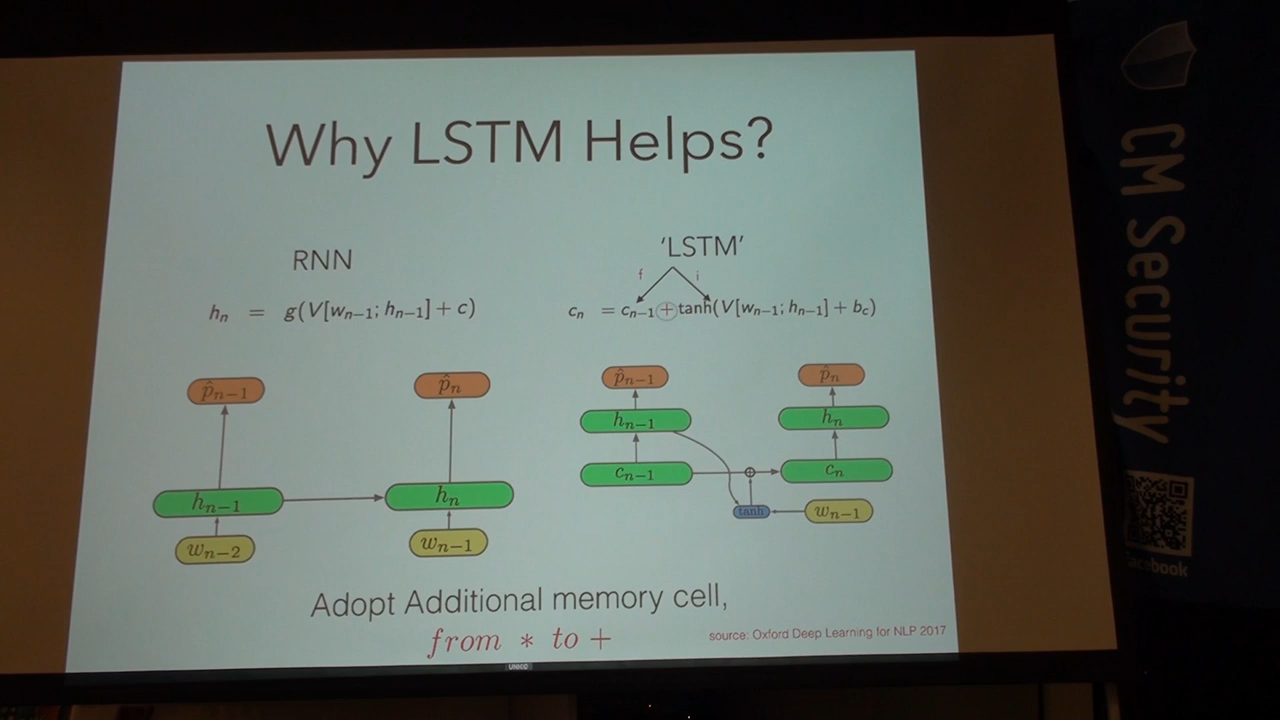 Why LSTM Helps?
RNN
'LSTM'
f i
hₙ = g(V[wₙ₋₁; hₙ₋₁] + c)
cₙ = cₙ₋₁ + tanh(V[wₙ₋₁; hₙ₋₁] + b_c)
p̂ₙ₋₁
p̂ₙ
hₙ₋₁
hₙ
wₙ₋₂
wₙ₋₁
p̂ₙ₋₁
p̂ₙ
hₙ₋₁
hₙ
cₙ₋₁
⊕
cₙ
tanh
wₙ₋₁
Adopt Additional memory cell,
from * to +
source: Oxford Deep Learning for NLP 2017
CM Security
facebook